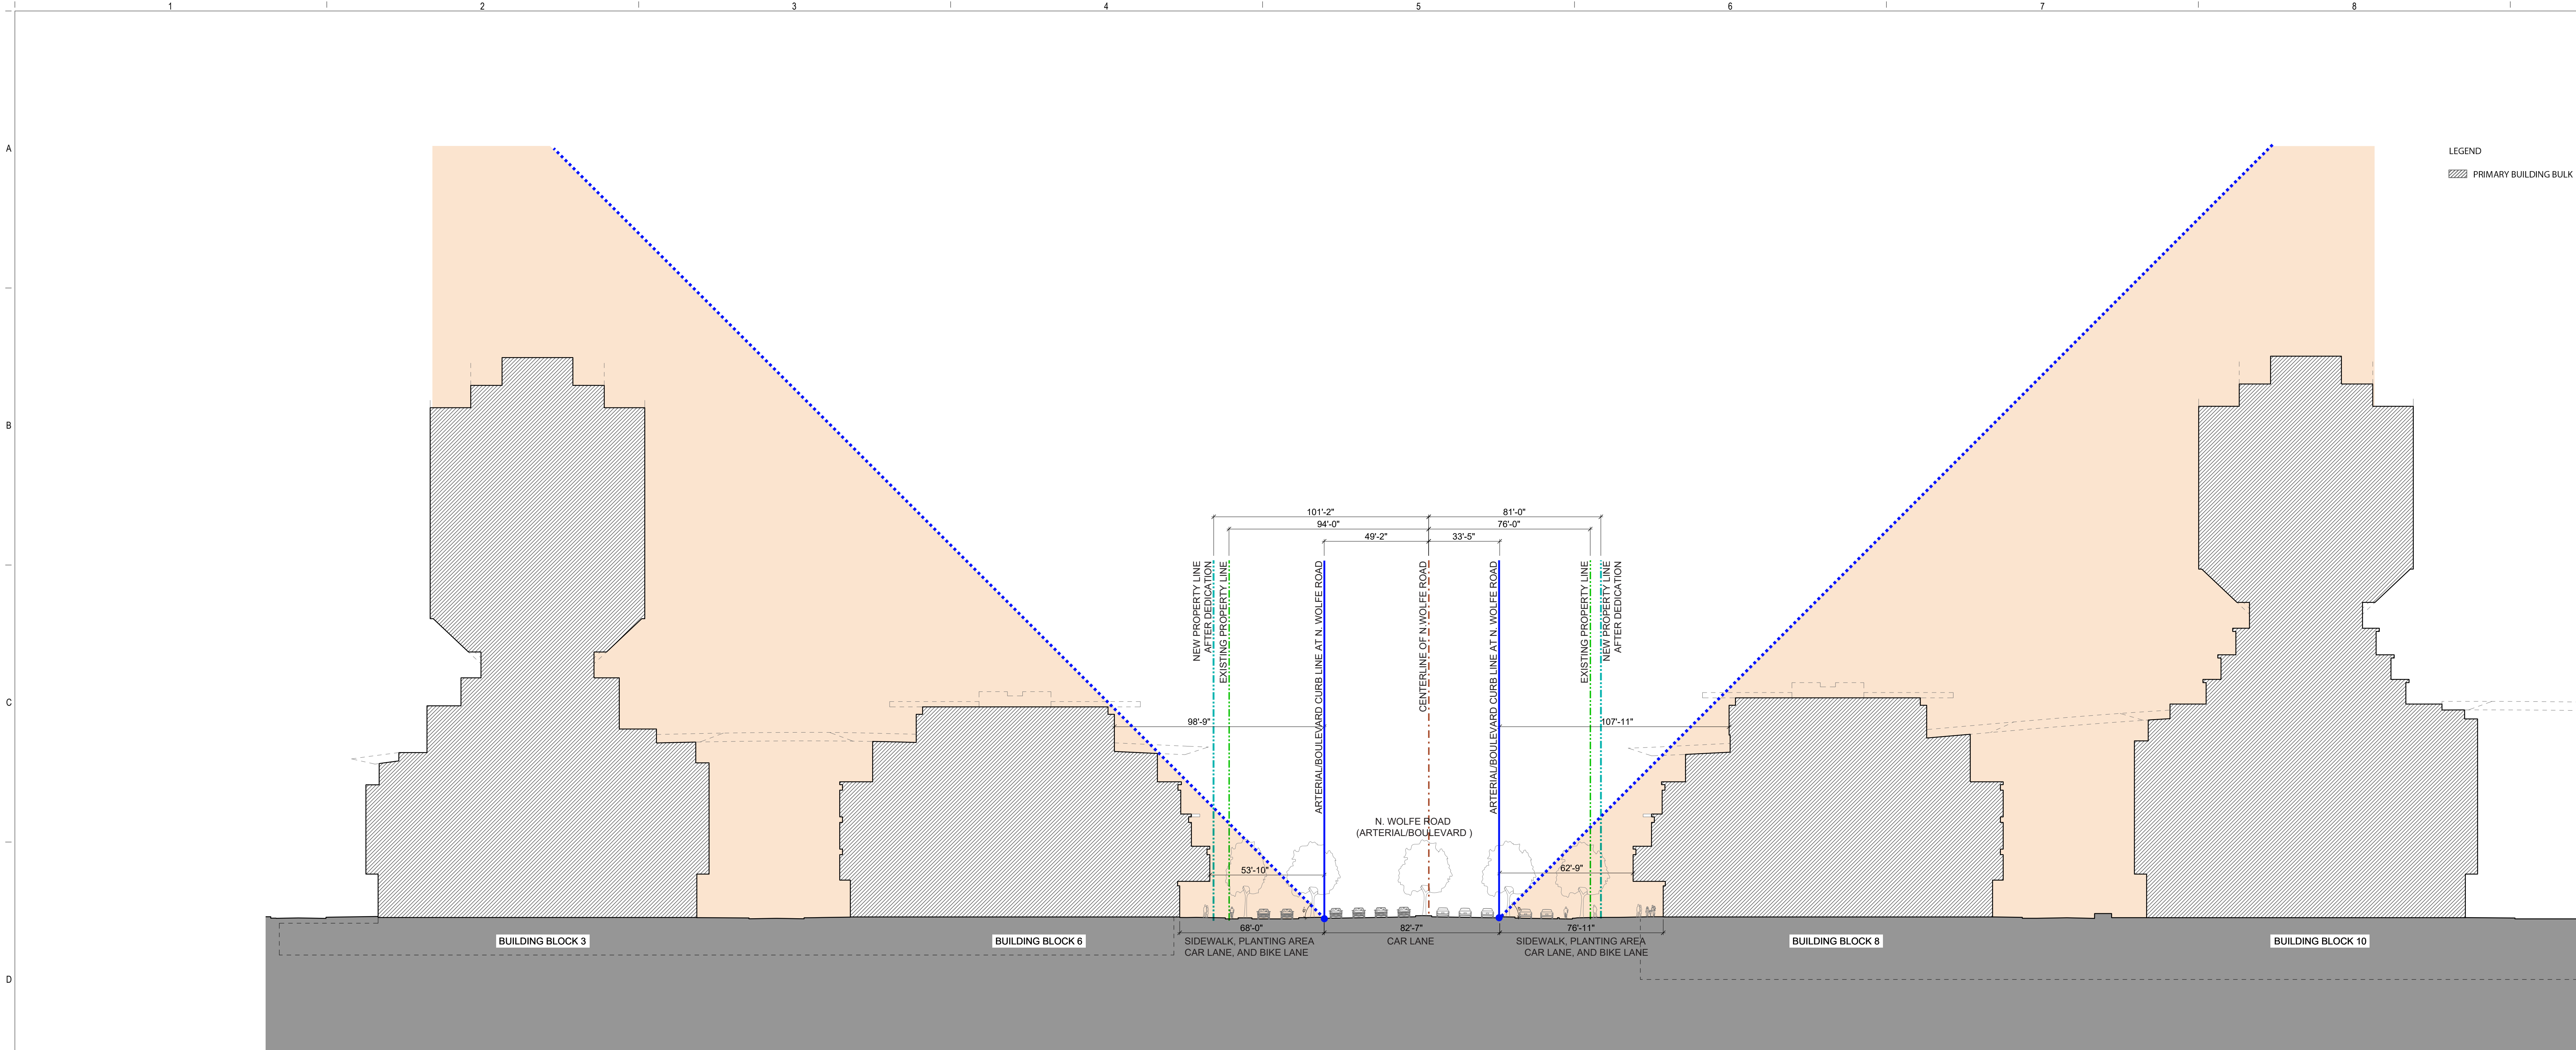 1 2 3 4 5 6 7 8
A
LEGEND
PRIMARY BUILDING BULK
B
101'-2" 81'-0"
94'-0" 76'-0"
49'-2" 33'-5"
NEW PROPERTY LINE
AFTER DEDICATION
EXISTING PROPERTY LINE
ARTERIAL/BOULEVARD CURB LINE AT N. WOLFE ROAD
CENTERLINE OF N.WOLFE ROAD
ARTERIAL/BOULEVARD CURB LINE AT N. WOLFE ROAD
EXISTING PROPERTY LINE
NEW PROPERTY LINE
AFTER DEDICATION
C
98'-9" 107'-11"
N. WOLFE ROAD
(ARTERIAL/BOULEVARD )
53'-10" 62'-9"
68'-0" 82'-7" 76'-11"
BUILDING BLOCK 3
BUILDING BLOCK 6
SIDEWALK, PLANTING AREA
CAR LANE, AND BIKE LANE
CAR LANE
SIDEWALK, PLANTING AREA
CAR LANE, AND BIKE LANE
BUILDING BLOCK 8
BUILDING BLOCK 10
D